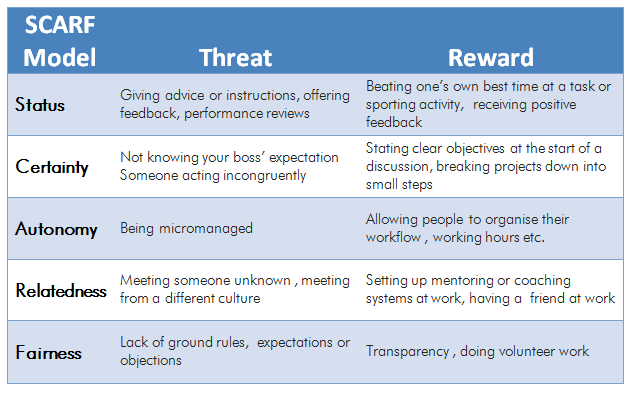 SCARF
Model Threat Reward
Status
Giving advice or instructions, offering
feedback, performance reviews
Beating one's own best time at a task or
sporting activity, receiving positive
feedback
Certainty
Not knowing your boss' expectation
Someone acting incongruently
Stating clear objectives at the start of a
discussion, breaking projects down into
small steps
Autonomy
Being micromanaged
Allowing people to organise their
workflow , working hours etc.
Relatedness
Meeting someone unknown , meeting
from a different culture
Setting up mentoring or coaching
systems at work, having a friend at work
Fairness
Lack of ground rules, expectations or
objections
Transparency , doing volunteer work